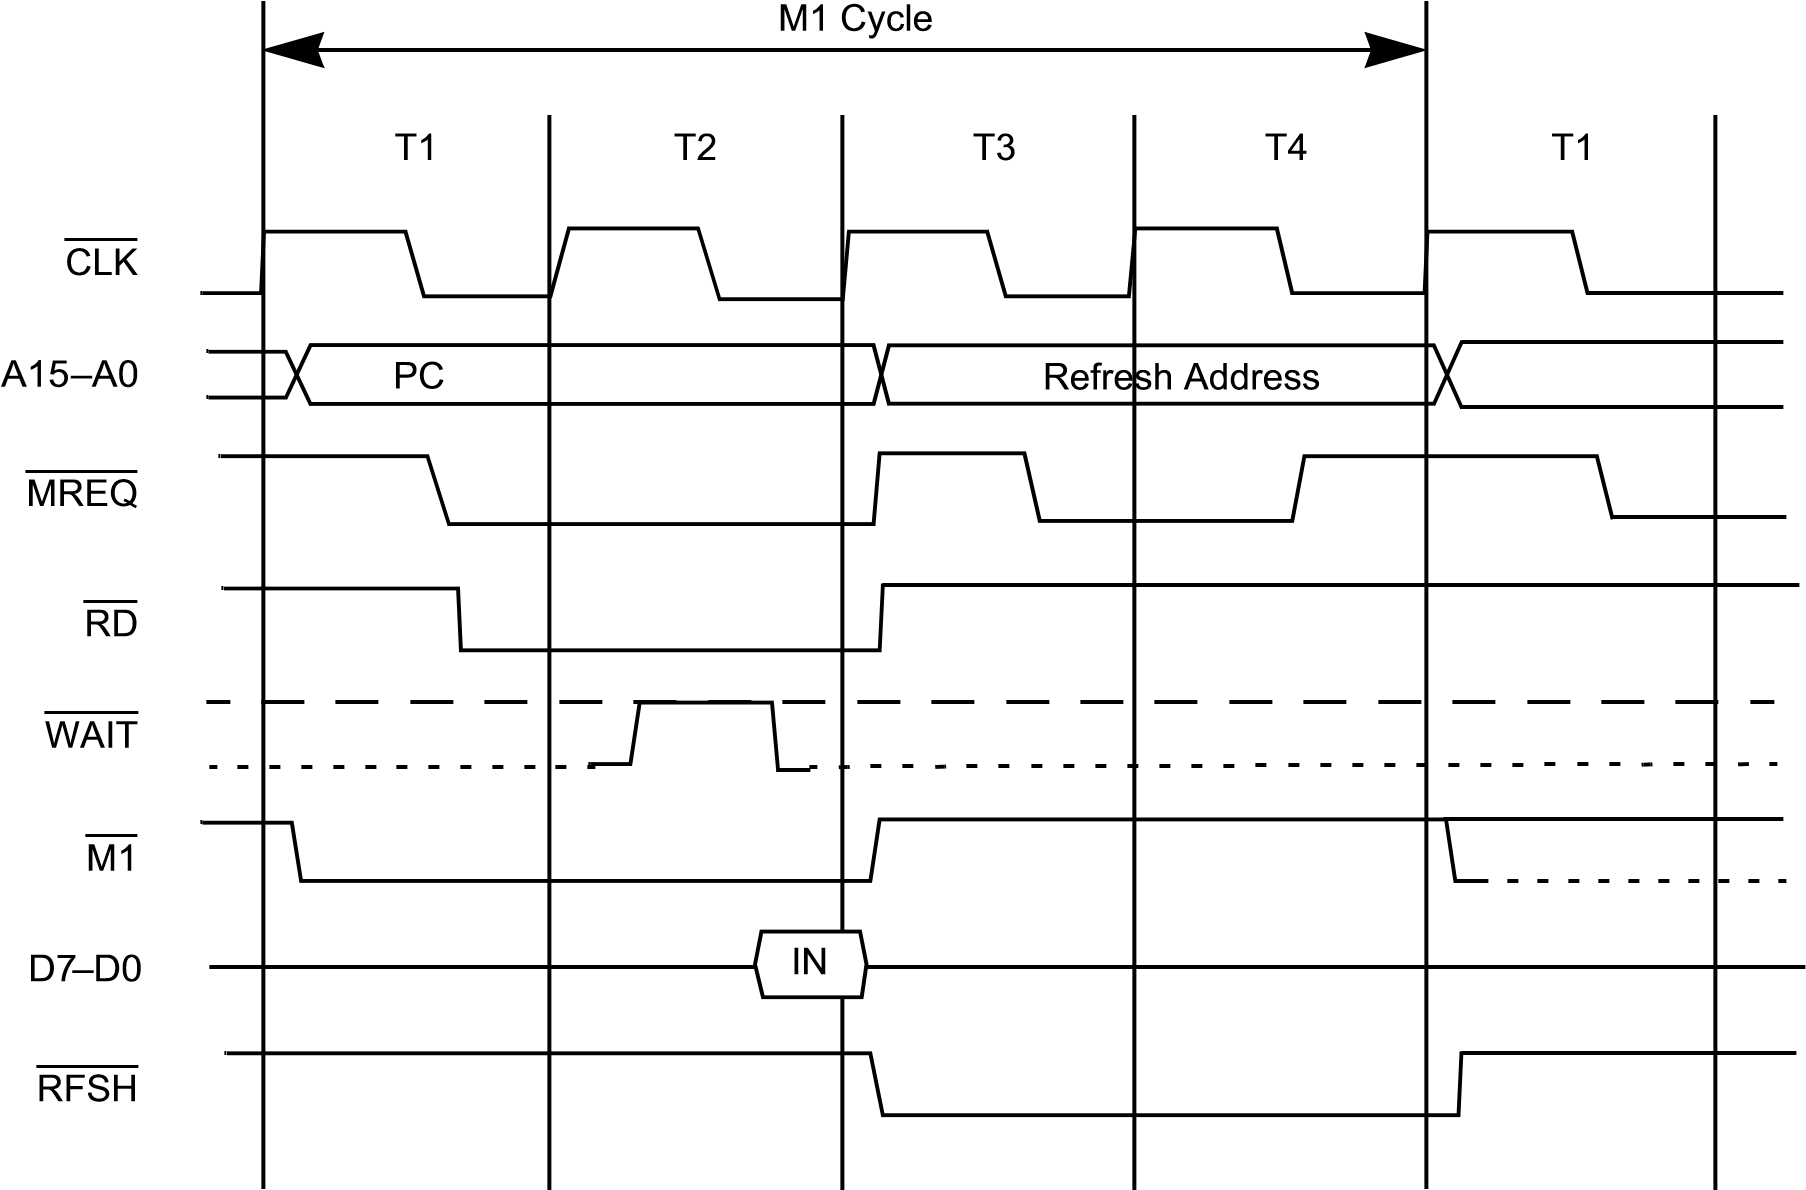 M1 Cycle
T1 T2 T3 T4 T1
CLK
A15–A0 PC Refresh Address
MREQ
RD
WAIT
M1
D7–D0 IN
RFSH